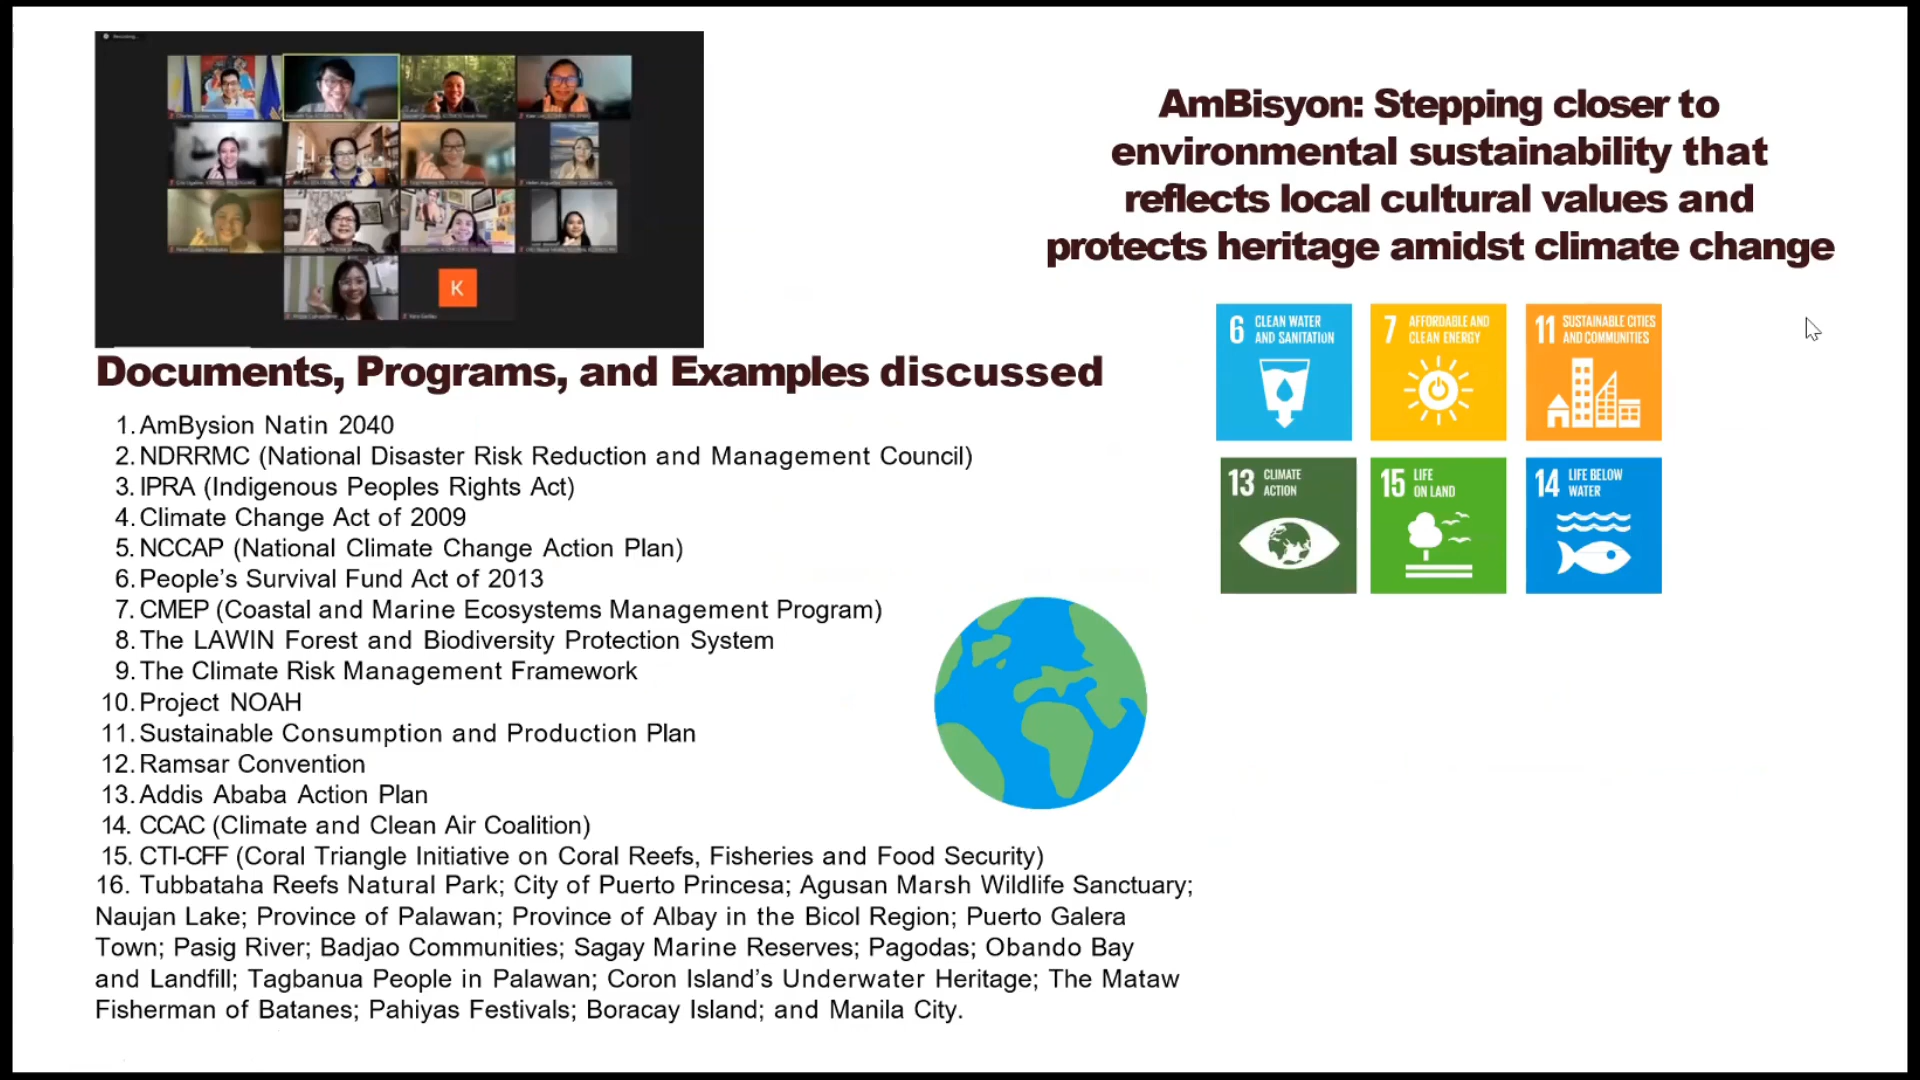 Recording...
K
AmBisyon: Stepping closer to
environmental sustainability that
reflects local cultural values and
protects heritage amidst climate change
6 CLEAN WATER
AND SANITATION
7 AFFORDABLE AND
CLEAN ENERGY
11 SUSTAINABLE CITIES
AND COMMUNITIES
13 CLIMATE
ACTION
15 LIFE
ON LAND
14 LIFE BELOW
WATER
Documents, Programs, and Examples discussed
1. AmBysion Natin 2040
2. NDRRMC (National Disaster Risk Reduction and Management Council)
3. IPRA (Indigenous Peoples Rights Act)
4. Climate Change Act of 2009
5. NCCAP (National Climate Change Action Plan)
6. People’s Survival Fund Act of 2013
7. CMEP (Coastal and Marine Ecosystems Management Program)
8. The LAWIN Forest and Biodiversity Protection System
9. The Climate Risk Management Framework
10. Project NOAH
11. Sustainable Consumption and Production Plan
12. Ramsar Convention
13. Addis Ababa Action Plan
14. CCAC (Climate and Clean Air Coalition)
15. CTI-CFF (Coral Triangle Initiative on Coral Reefs, Fisheries and Food Security)
16. Tubbataha Reefs Natural Park; City of Puerto Princesa; Agusan Marsh Wildlife Sanctuary;
Naujan Lake; Province of Palawan; Province of Albay in the Bicol Region; Puerto Galera
Town; Pasig River; Badjao Communities; Sagay Marine Reserves; Pagodas; Obando Bay
and Landfill; Tagbanua People in Palawan; Coron Island’s Underwater Heritage; The Mataw
Fisherman of Batanes; Pahiyas Festivals; Boracay Island; and Manila City.